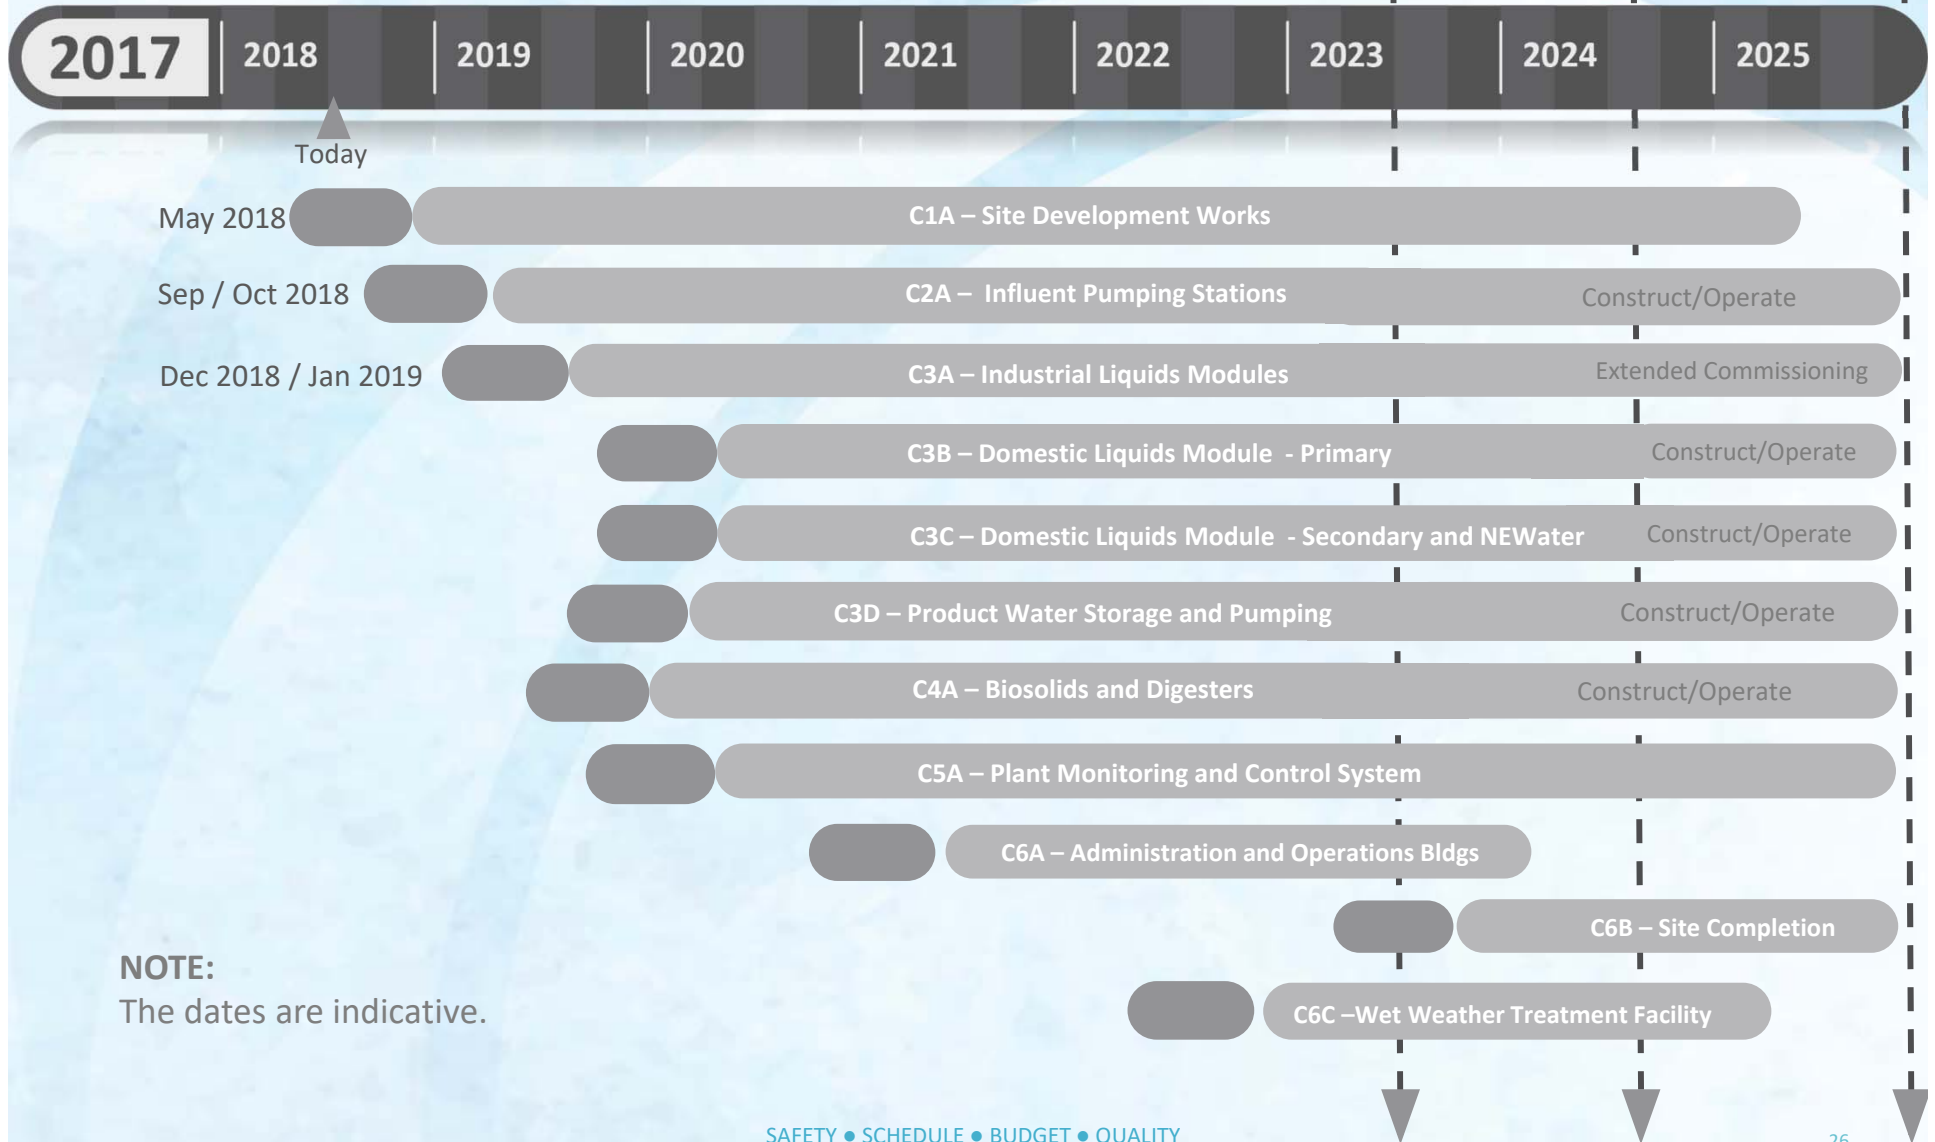 2017 2018 2019 2020 2021 2022 2023 2024 2025
Today
May 2018 C1A – Site Development Works
Sep / Oct 2018 C2A – Influent Pumping Stations Construct/Operate
Dec 2018 / Jan 2019 C3A – Industrial Liquids Modules Extended Commissioning
C3B – Domestic Liquids Module - Primary Construct/Operate
C3C – Domestic Liquids Module - Secondary and NEWater Construct/Operate
C3D – Product Water Storage and Pumping Construct/Operate
C4A – Biosolids and Digesters Construct/Operate
C5A – Plant Monitoring and Control System
C6A – Administration and Operations Bldgs
C6B – Site Completion
NOTE:
The dates are indicative.
C6C –Wet Weather Treatment Facility
SAFETY ● SCHEDULE ● BUDGET ● QUALITY
26